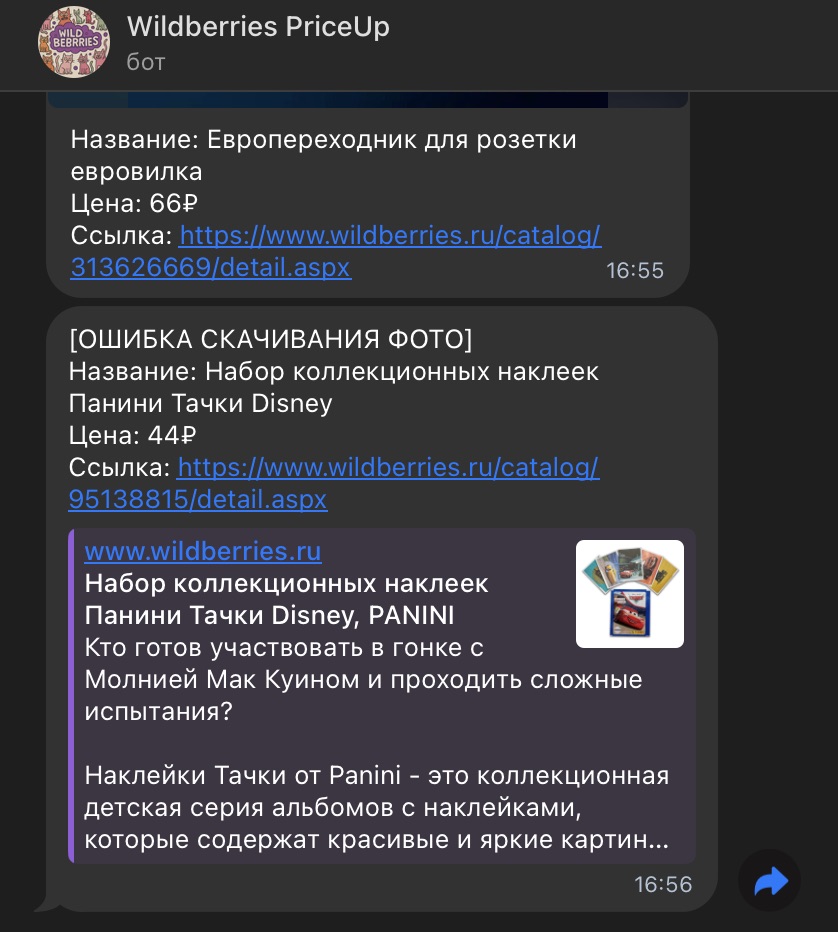 Wildberries PriceUp
WILD
BEBRRIES
бот
Название: Европереходник для розетки
евровилка
Цена: 66₽
Ссылка: https://www.wildberries.ru/catalog/
313626669/detail.aspx
16:55
[ОШИБКА СКАЧИВАНИЯ ФОТО]
Название: Набор коллекционных наклеек
Панини Тачки Disney
Цена: 44₽
Ссылка: https://www.wildberries.ru/catalog/
95138815/detail.aspx
www.wildberries.ru
Набор коллекционных наклеек
Панини Тачки Disney, PANINI
Кто готов участвовать в гонке с
Молнией Мак Куином и проходить сложные
испытания?
Наклейки Тачки от Panini - это коллекционная
детская серия альбомов с наклейками,
которые содержат красивые и яркие картин...
16:56